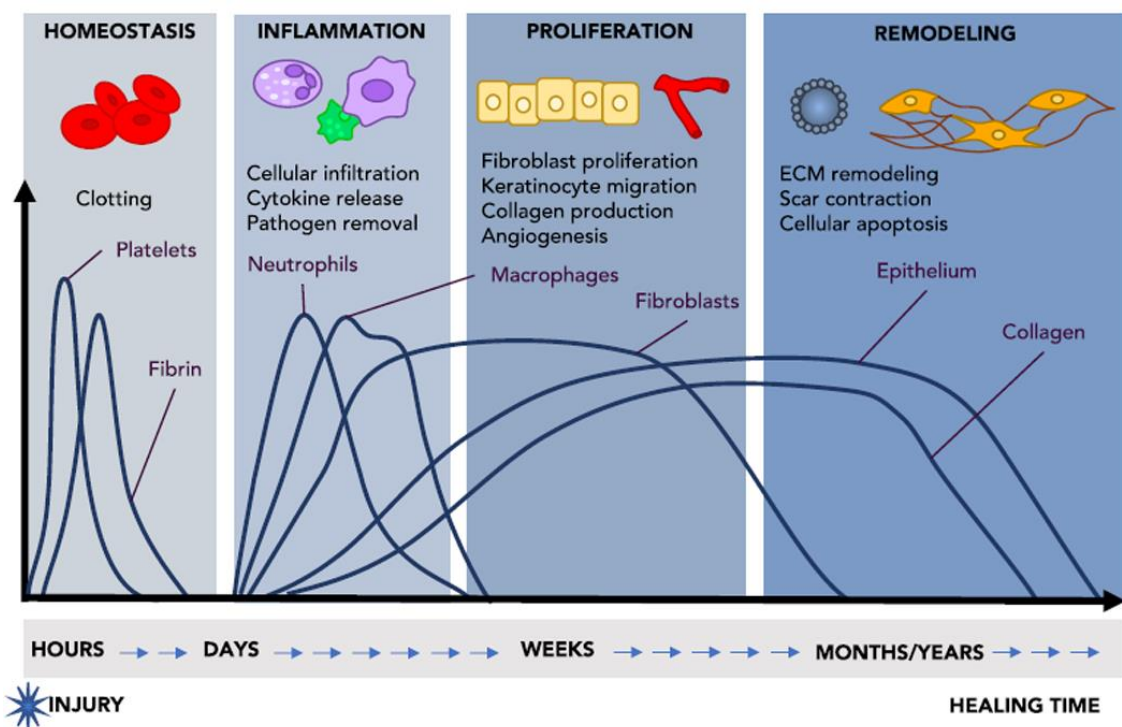 HOMEOSTASIS
INFLAMMATION
PROLIFERATION
REMODELING
Clotting
Cellular infiltration
Cytokine release
Pathogen removal
Fibroblast proliferation
Keratinocyte migration
Collagen production
Angiogenesis
ECM remodeling
Scar contraction
Cellular apoptosis
Platelets
Fibrin
Neutrophils
Macrophages
Fibroblasts
Epithelium
Collagen
HOURS
DAYS
WEEKS
MONTHS/YEARS
INJURY
HEALING TIME